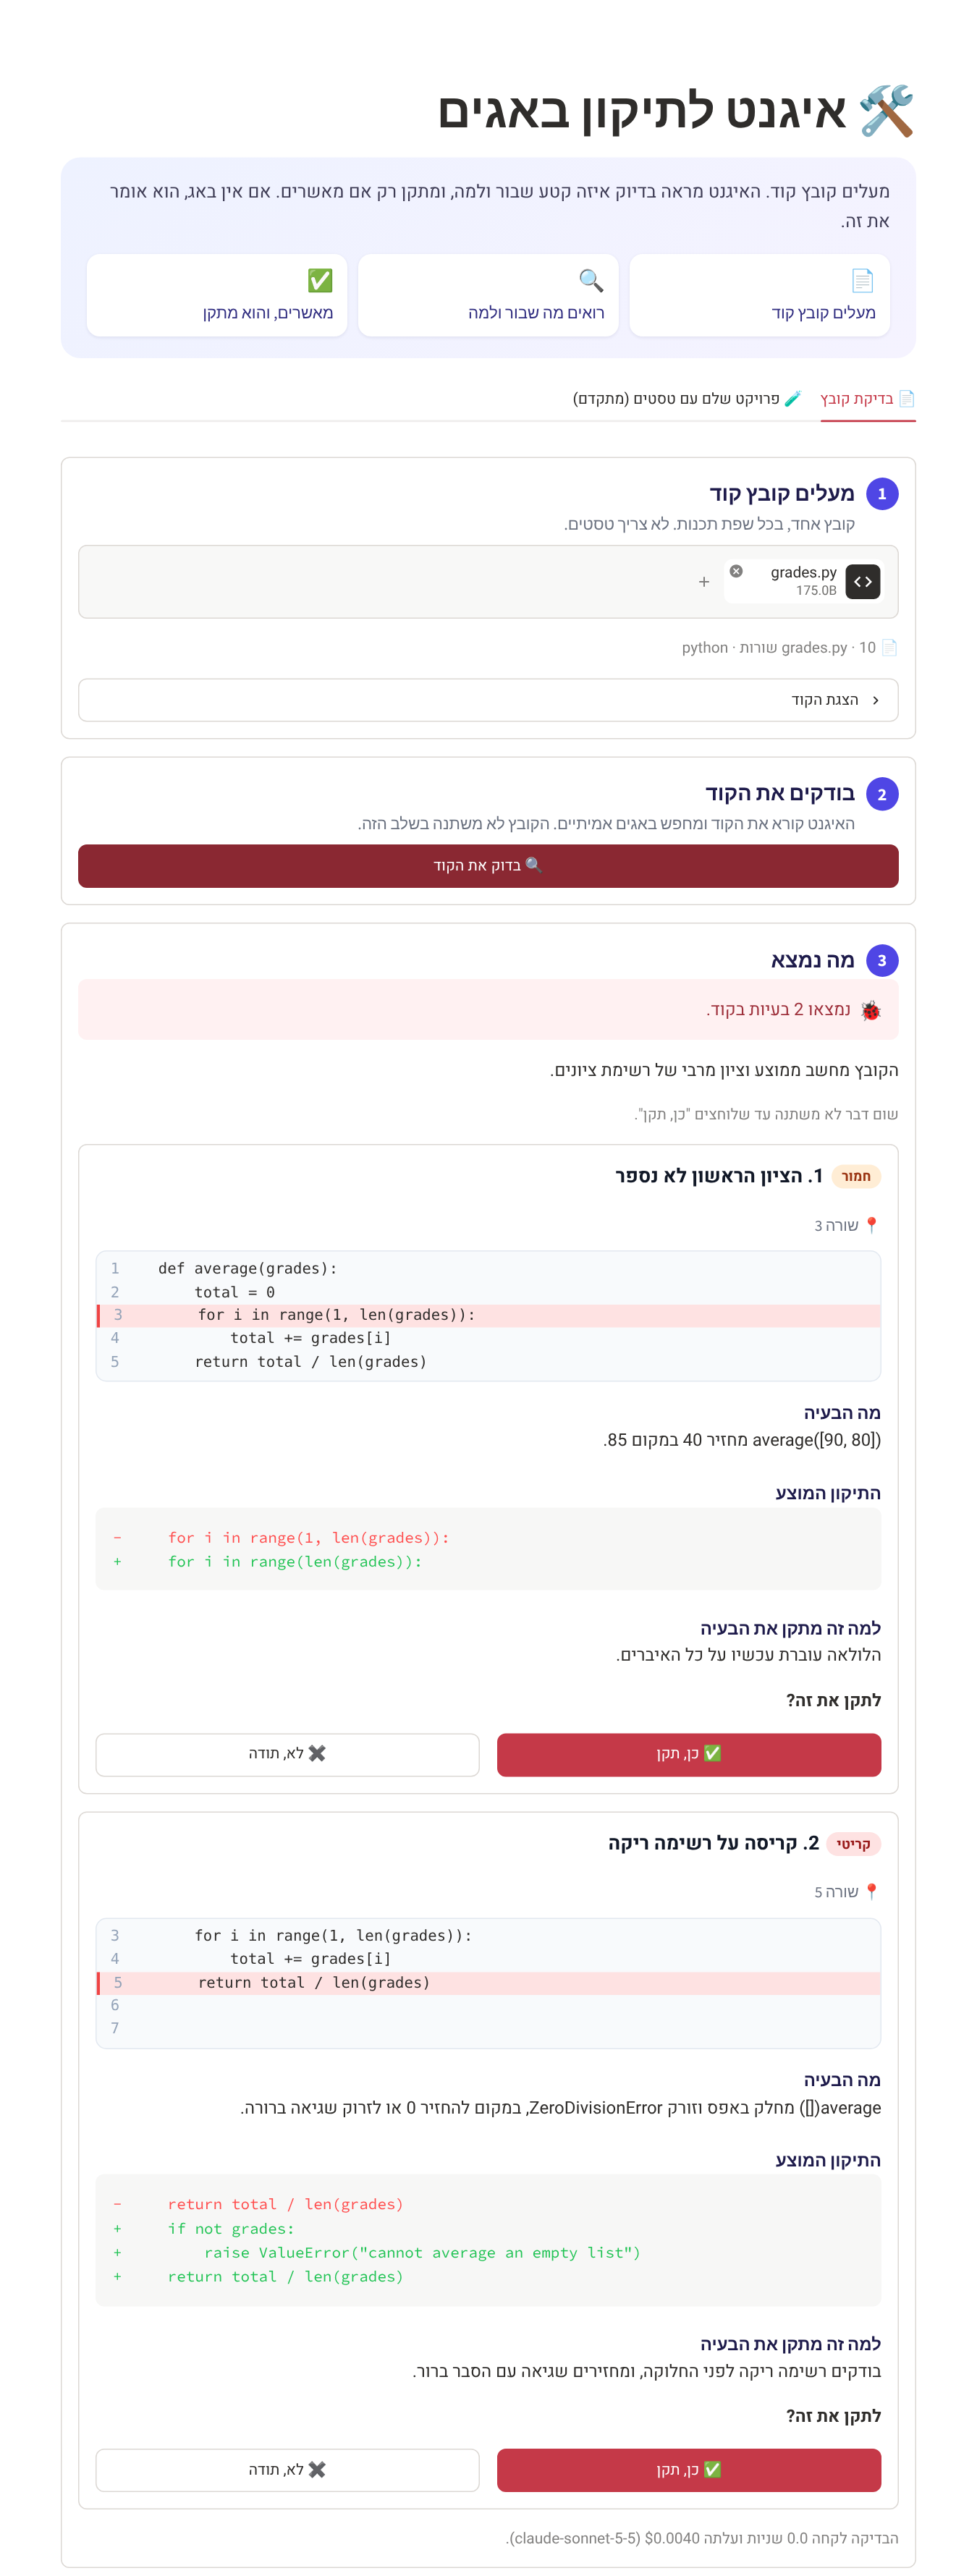 🛠️ איגנט לתיקון באגים
מעלים קובץ קוד. האיגנט מראה בדיוק איזה קטע שבור ולמה, ומתקן רק אם מאשרים. אם אין באג, הוא אומר
את זה.
📄
מעלים קובץ קוד
🔍
רואים מה שבור ולמה
✅
מאשרים, והוא מתקן
📄 בדיקת קובץ
🧪 פרויקט שלם עם טסטים (מתקדם)
1
מעלים קובץ קוד
קובץ אחד, בכל שפת תכנות. לא צריך טסטים.
grades.py
175.0B
📄 grades.py · 10 שורות · python
הצגת הקוד
2
בודקים את הקוד
האיגנט קורא את הקוד ומחפש באגים אמיתיים. הקובץ לא משתנה בשלב הזה.
🔍 בדוק את הקוד
3
מה נמצא
🐞 נמצאו 2 בעיות בקוד.
הקובץ מחשב ממוצע וציון מרבי של רשימת ציונים.
שום דבר לא משתנה עד שלוחצים "כן, תקן".
חמור 1. הציון הראשון לא נספר
📍 שורה 3
1 def average(grades):
2     total = 0
3     for i in range(1, len(grades)):
4         total += grades[i]
5     return total / len(grades)
מה הבעיה
average([90, 80]) מחזיר 40 במקום 85.
התיקון המוצע
-     for i in range(1, len(grades)):
+     for i in range(len(grades)):
למה זה מתקן את הבעיה
הלולאה עוברת עכשיו על כל האיברים.
לתקן את זה?
✅ כן, תקן
✖️ לא, תודה
קריטי 2. קריסה על רשימה ריקה
📍 שורה 5
3     for i in range(1, len(grades)):
4         total += grades[i]
5     return total / len(grades)
6
7
מה הבעיה
average([]) מחלק באפס וזורק ZeroDivisionError, במקום להחזיר 0 או לזרוק שגיאה ברורה.
התיקון המוצע
-     return total / len(grades)
+     if not grades:
+         raise ValueError("cannot average an empty list")
+     return total / len(grades)
למה זה מתקן את הבעיה
בודקים רשימה ריקה לפני החלוקה, ומחזירים שגיאה עם הסבר ברור.
לתקן את זה?
✅ כן, תקן
✖️ לא, תודה
הבדיקה לקחה 0.0 שניות ועלתה $0.0040 (claude-sonnet-5-5).